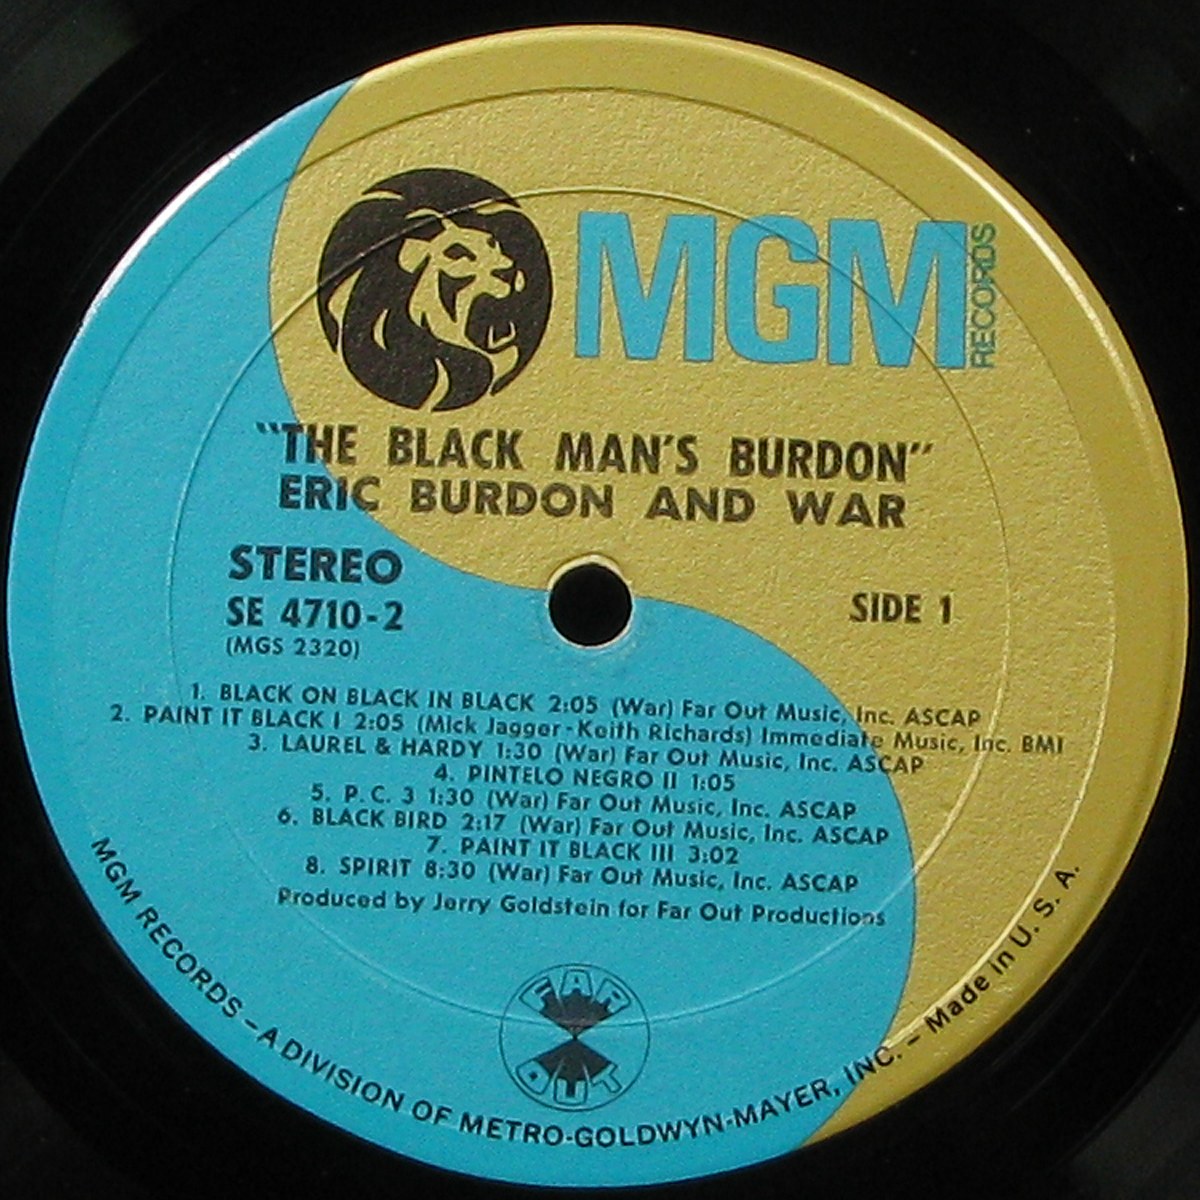 MGM
RECORDS
"THE BLACK MAN'S BURDON"
ERIC BURDON AND WAR
STEREO
SE 4710-2
(MGS 2320)
SIDE 1
1. BLACK ON BLACK IN BLACK 2:05 (War) Far Out Music, Inc. ASCAP
2. PAINT IT BLACK I 2:05 (Mick Jagger-Keith Richards) Immediate Music, Inc. BMI
3. LAUREL & HARDY 1:30 (War) Far Out Music, Inc. ASCAP
4. PINTELO NEGRO II 1:05
5. P.C. 3 1:30 (War) Far Out Music, Inc. ASCAP
6. BLACK BIRD 2:17 (War) Far Out Music, Inc. ASCAP
7. PAINT IT BLACK III 3:02
8. SPIRIT 8:30 (War) Far Out Music, Inc. ASCAP
Produced by Jerry Goldstein for Far Out Productions
FAR
OUT
MGM RECORDS – A DIVISION OF METRO-GOLDWYN-MAYER, INC. – Made in U. S. A.